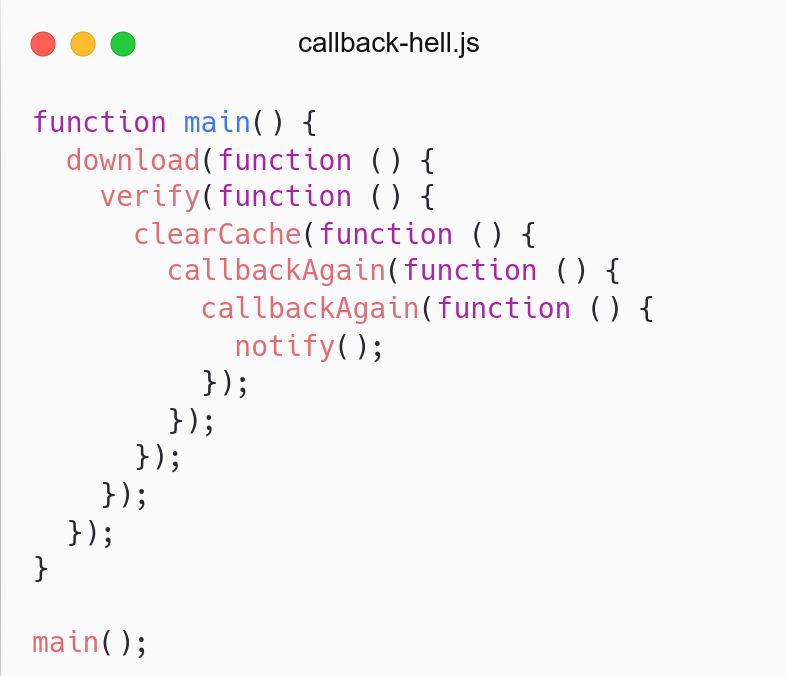 callback-hell.js
function main() {
  download(function () {
    verify(function () {
      clearCache(function () {
        callbackAgain(function () {
          callbackAgain(function () {
            notify();
          });
        });
      });
    });
  });
}

main();